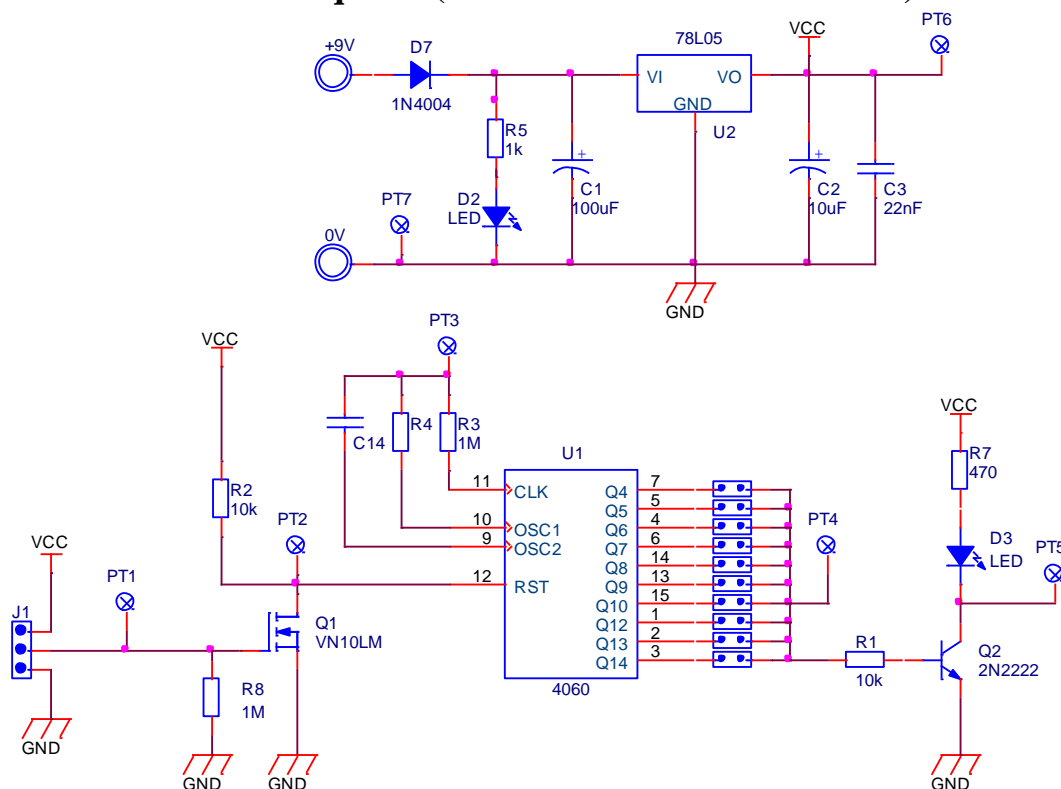 +9V
D7
1N4004
78L05
VI VO
GND
U2
VCC
PT6
R5
1k
C1
100uF
C2
10uF
C3
22nF
D2
LED
PT7
0V
GND
VCC
PT3
C14
R4
R3
1M
U1
R2
10k
PT2
11 CLK
10 OSC1
9 OSC2
12 RST
Q4 7
Q5 5
Q6 4
Q7 6
Q8 14
Q9 13
Q10 15
Q12 1
Q13 2
Q14 3
4060
PT4
VCC
R7
470
D3
LED
PT5
VCC
PT1
J1
Q1
VN10LM
R8
1M
R1
10k
Q2
2N2222
GND
GND
GND
GND